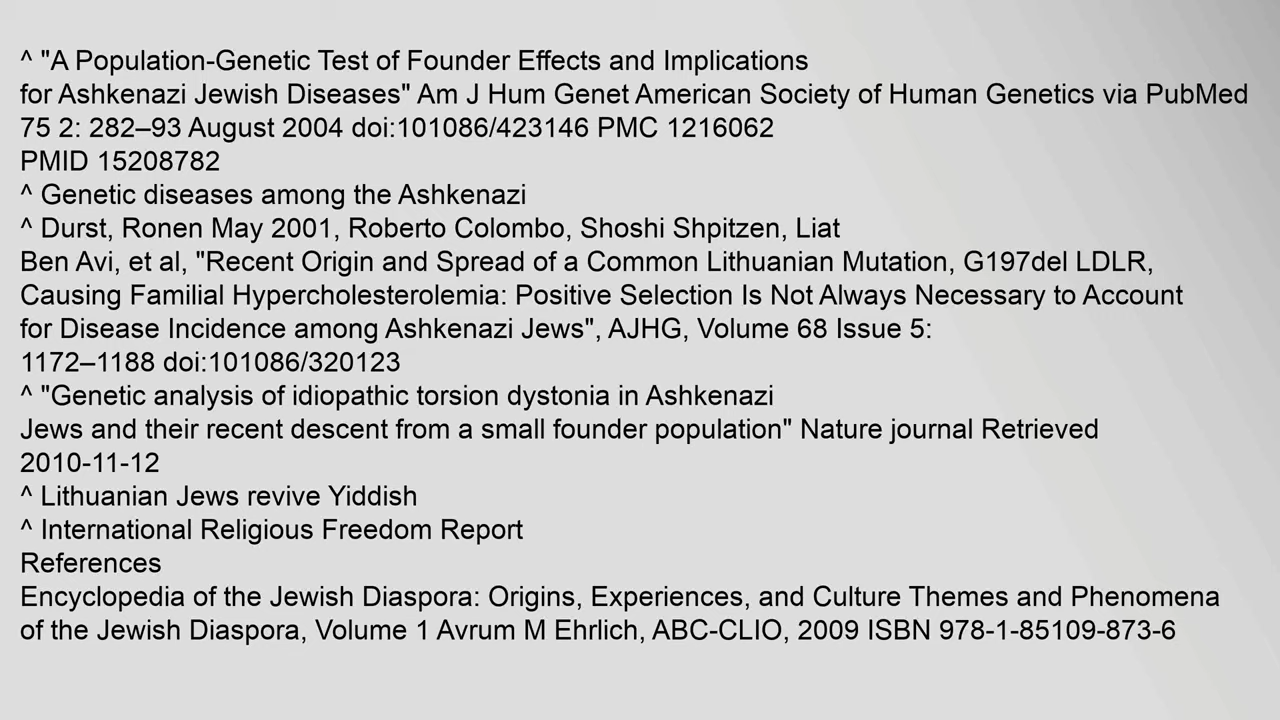 ^ "A Population-Genetic Test of Founder Effects and Implications
for Ashkenazi Jewish Diseases" Am J Hum Genet American Society of Human Genetics via PubMed
75 2: 282–93 August 2004 doi:101086/423146 PMC 1216062
PMID 15208782
^ Genetic diseases among the Ashkenazi
^ Durst, Ronen May 2001, Roberto Colombo, Shoshi Shpitzen, Liat
Ben Avi, et al, "Recent Origin and Spread of a Common Lithuanian Mutation, G197del LDLR,
Causing Familial Hypercholesterolemia: Positive Selection Is Not Always Necessary to Account
for Disease Incidence among Ashkenazi Jews", AJHG, Volume 68 Issue 5:
1172–1188 doi:101086/320123
^ "Genetic analysis of idiopathic torsion dystonia in Ashkenazi
Jews and their recent descent from a small founder population" Nature journal Retrieved
2010-11-12
^ Lithuanian Jews revive Yiddish
^ International Religious Freedom Report
References
Encyclopedia of the Jewish Diaspora: Origins, Experiences, and Culture Themes and Phenomena
of the Jewish Diaspora, Volume 1 Avrum M Ehrlich, ABC-CLIO, 2009 ISBN 978-1-85109-873-6